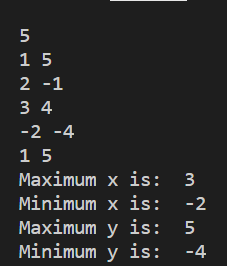 5
1 5
2 -1
3 4
-2 -4
1 5
Maximum x is:  3
Minimum x is:  -2
Maximum y is:  5
Minimum y is:  -4